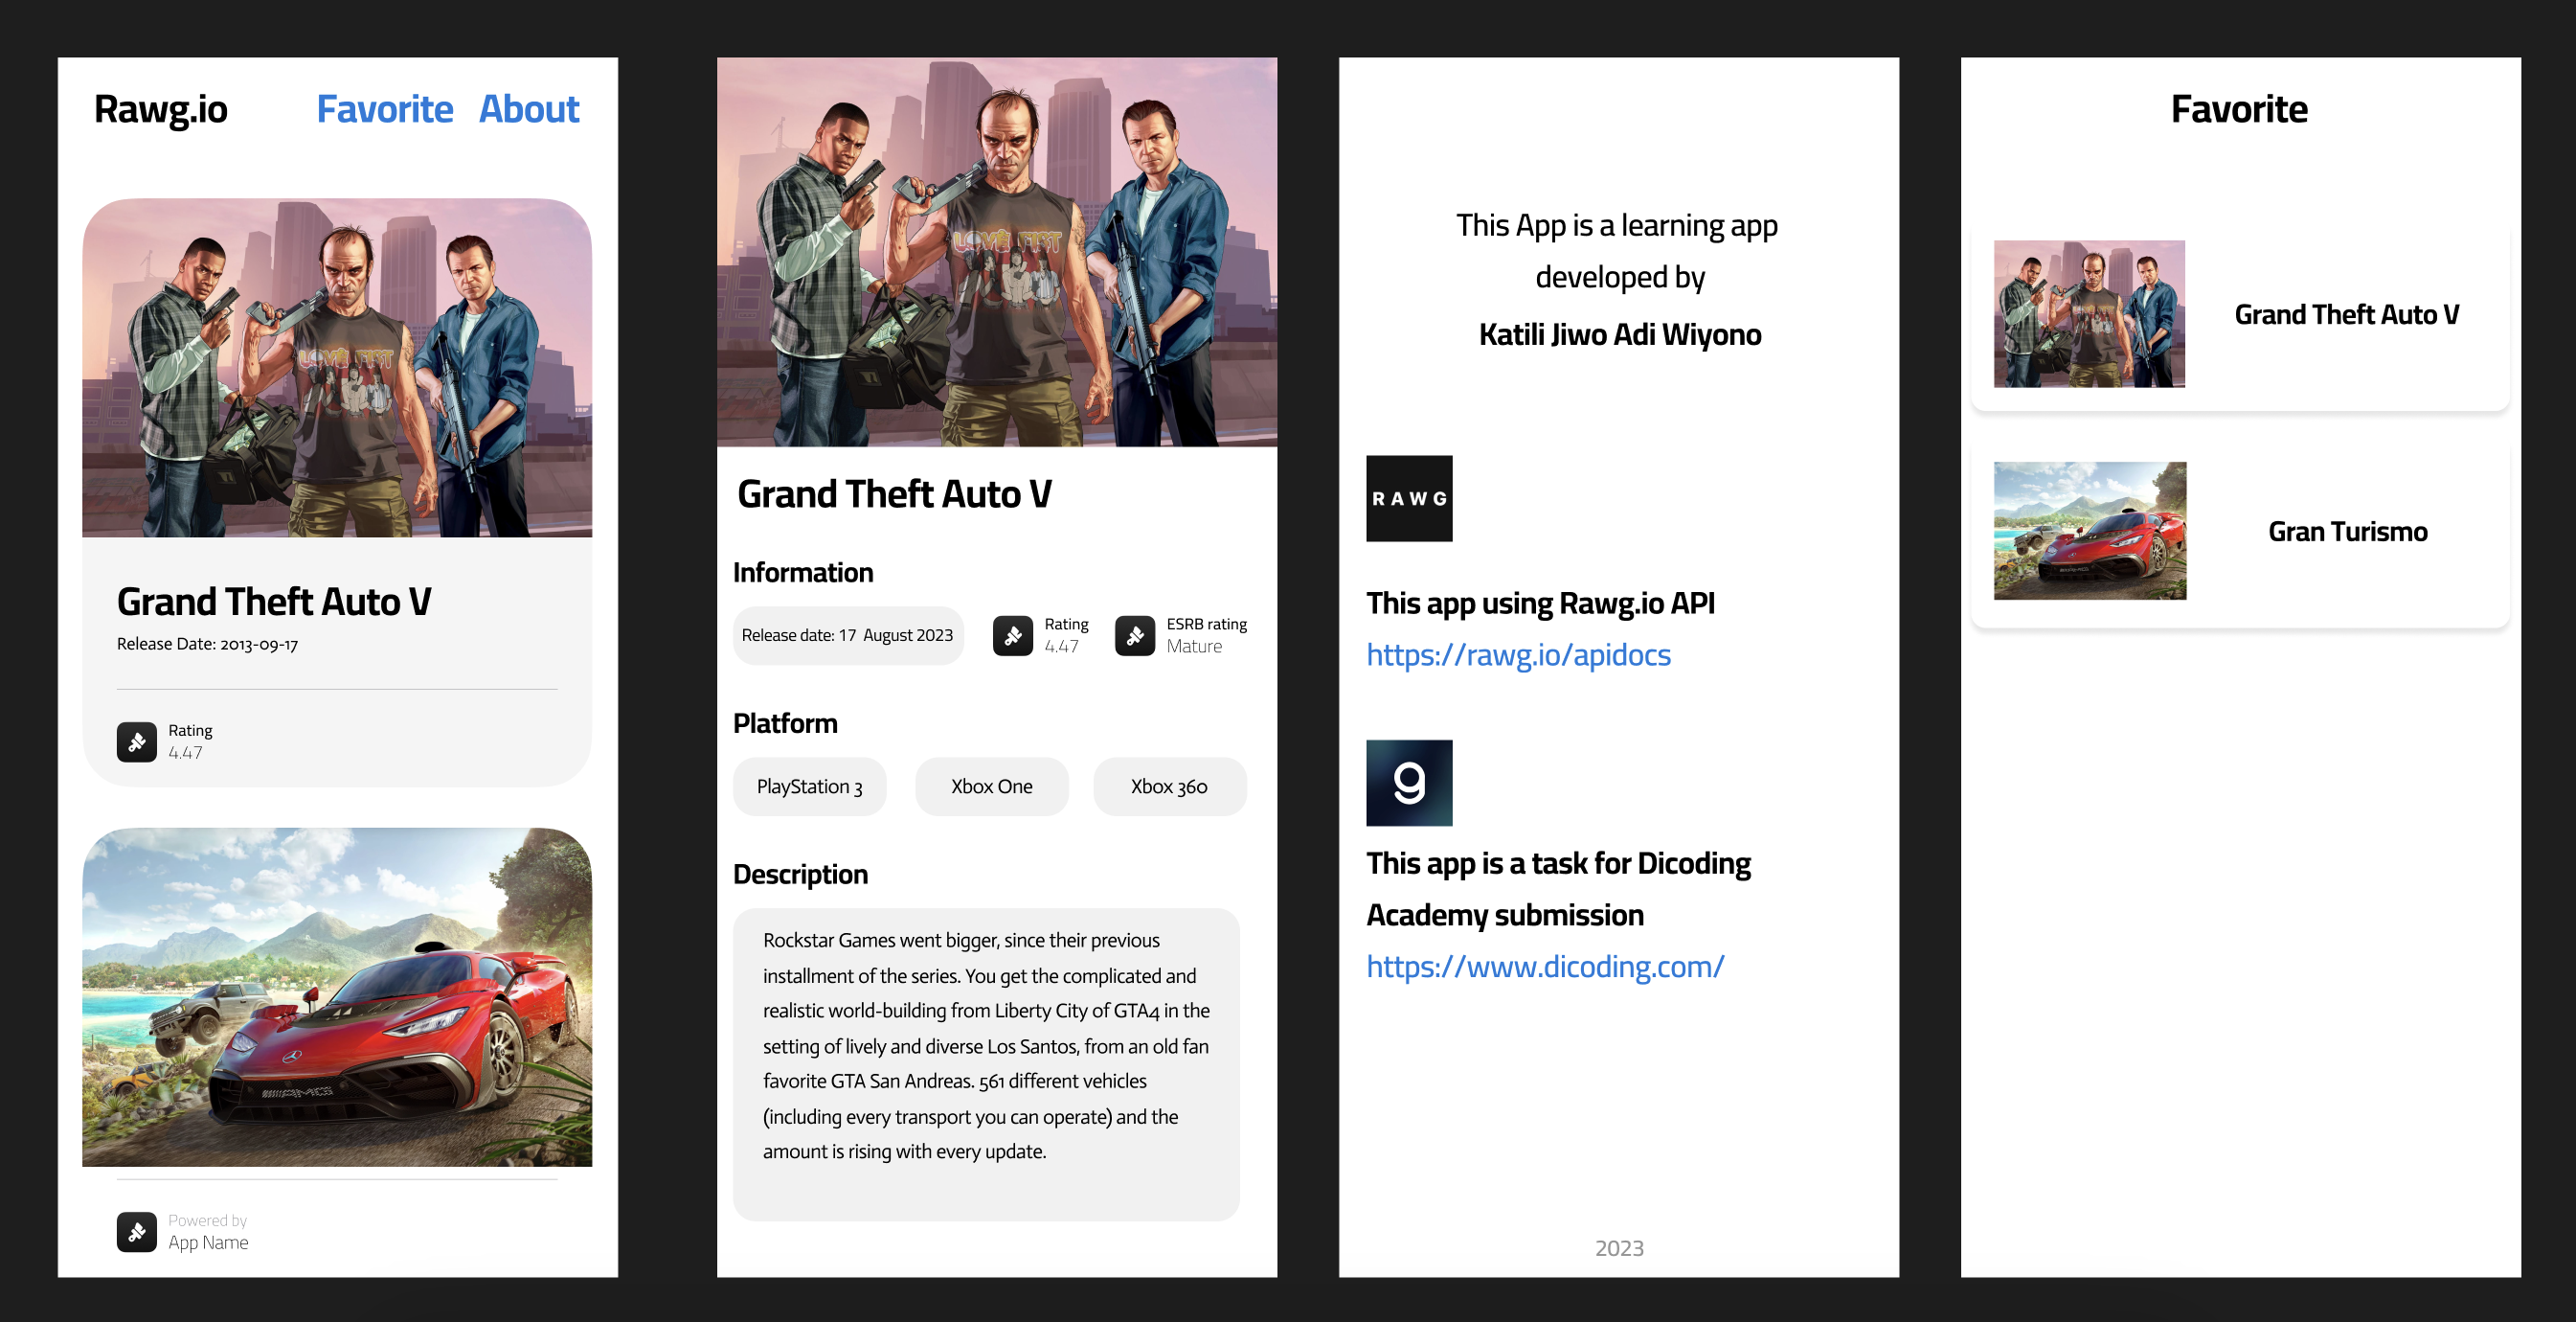 Rawg.io
Favorite About
Grand Theft Auto V
Release Date: 2013-09-17
Rating
4.47
Powered by
App Name
LOVE FIST
Grand Theft Auto V
Information
Release date: 17 August 2023
Rating
4.47
ESRB rating
Mature
Platform
PlayStation 3
Xbox One
Xbox 360
Description
Rockstar Games went bigger, since their previous
installment of the series. You get the complicated and
realistic world-building from Liberty City of GTA4 in the
setting of lively and diverse Los Santos, from an old fan
favorite GTA San Andreas. 561 different vehicles
(including every transport you can operate) and the
amount is rising with every update.
This App is a learning app
developed by
Katili Jiwo Adi Wiyono
RAWG
This app using Rawg.io API
https://rawg.io/apidocs
g
This app is a task for Dicoding
Academy submission
https://www.dicoding.com/
2023
Favorite
Grand Theft Auto V
Gran Turismo